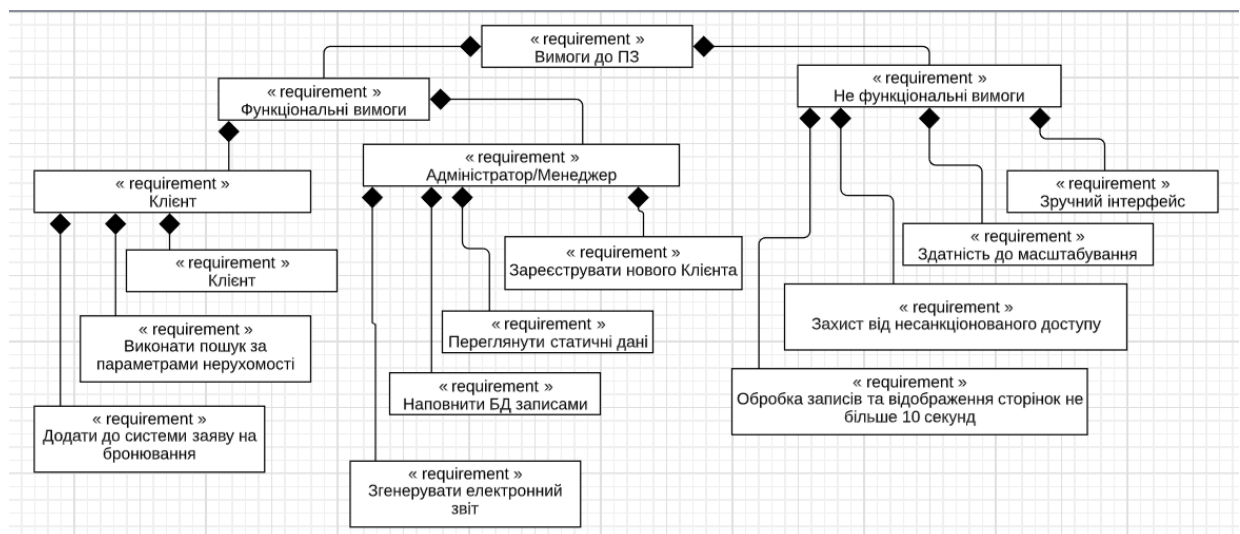 « requirement »
Вимоги до ПЗ
« requirement »
Функціональні вимоги
« requirement »
Не функціональні вимоги
« requirement »
Клієнт
« requirement »
Адміністратор/Менеджер
« requirement »
Зручний інтерфейс
« requirement »
Клієнт
« requirement »
Зареєструвати нового Клієнта
« requirement »
Здатність до масштабування
« requirement »
Виконати пошук за
параметрами нерухомості
« requirement »
Переглянути статичні дані
« requirement »
Захист від несанкціонованого доступу
« requirement »
Додати до системи заяву на
бронювання
« requirement »
Наповнити БД записами
« requirement »
Обробка записів та відображення сторінок не
більше 10 секунд
« requirement »
Згенерувати електронний
звіт